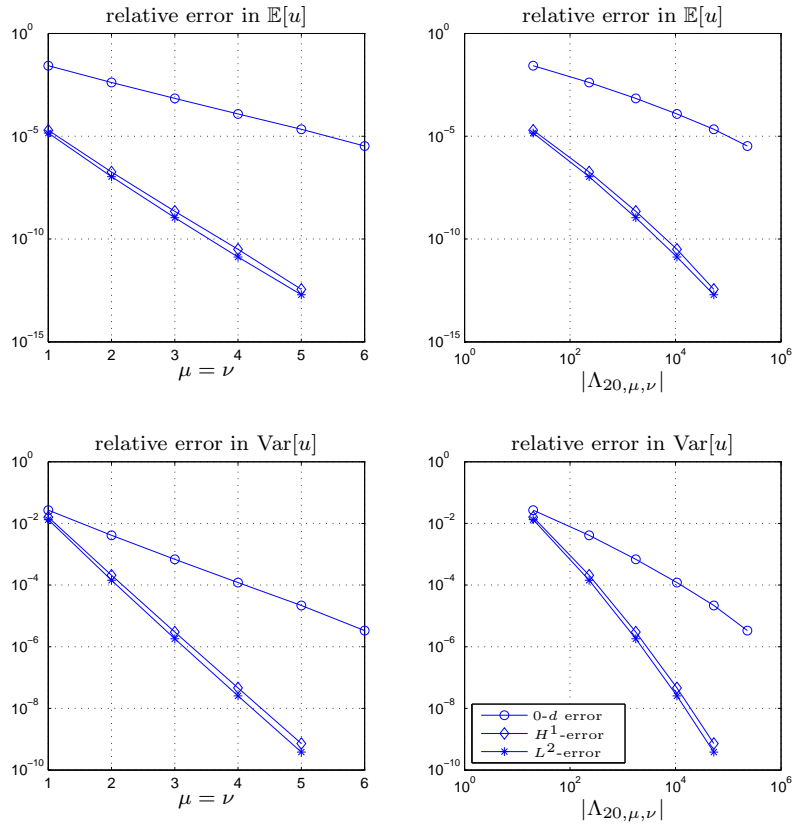 relative error in 𝔼[u]
10^0
10^-5
10^-10
10^-15
1 2 3 4 5 6
μ = ν
relative error in 𝔼[u]
10^0
10^-5
10^-10
10^-15
10^0 10^2 10^4 10^6
|Λ_{20,μ,ν}|
relative error in Var[u]
10^0
10^-2
10^-4
10^-6
10^-8
10^-10
1 2 3 4 5 6
μ = ν
relative error in Var[u]
10^0
10^-2
10^-4
10^-6
10^-8
10^-10
0-d error
H^1-error
L^2-error
10^0 10^2 10^4 10^6
|Λ_{20,μ,ν}|